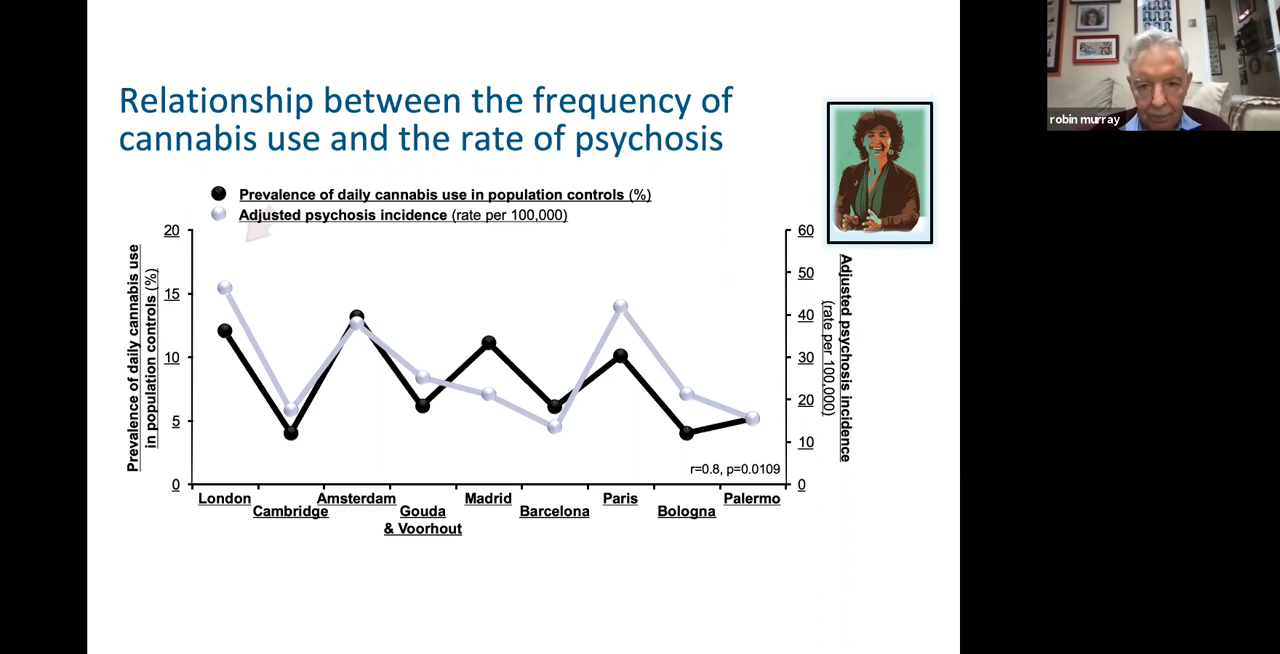 Relationship between the frequency of
cannabis use and the rate of psychosis
robin murray
Prevalence of daily cannabis use in population controls (%)
Adjusted psychosis incidence (rate per 100,000)
Prevalence of daily cannabis use
in population controls (%)
20
15
10
5
0
60
50
40
30
20
10
0
Adjusted psychosis incidence
(rate per 100,000)
r=0.8, p=0.0109
London
Cambridge
Amsterdam
Gouda
& Voorhout
Madrid
Barcelona
Paris
Bologna
Palermo